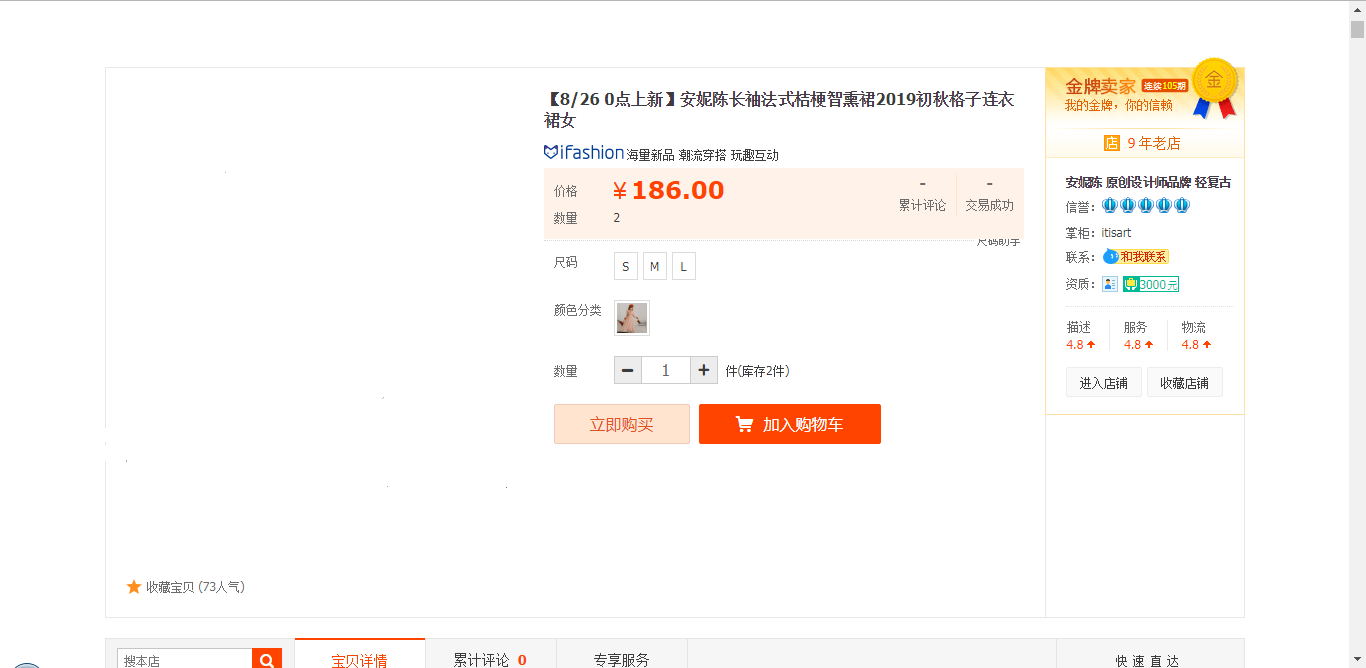 【8/26 0点上新】安妮陈长袖法式桔梗智熏裙2019初秋格子连衣
裙女
ifashion 海量新品 潮流穿搭 玩趣互动
价格
¥186.00
-
累计评论
-
交易成功
数量
2
尺码助手
尺码
S
M
L
颜色分类
数量
1
件(库存2件)
立即购买
加入购物车
收藏宝贝 (73人气)
金牌卖家 连续105期
金
我的金牌，你的信赖
店 9 年老店
安妮陈 原创设计师品牌 轻复古
信誉：
掌柜： itisart
联系： 和我联系
资质： 3000元
描述
4.8
服务
4.8
物流
4.8
进入店铺
收藏店铺
搜本店
宝贝详情
累计评论 0
专享服务
快 速 直 达